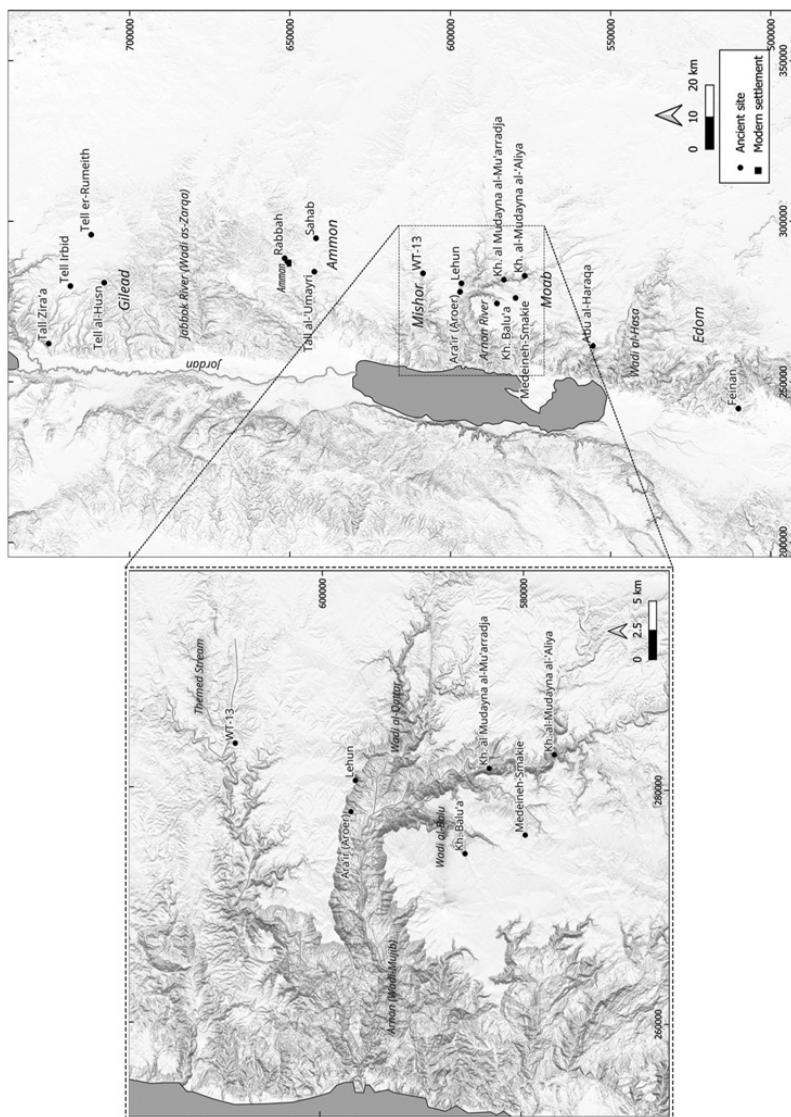 Themed Stream
WT-13
600000
Ara'ir (Aroer)
Lehun
Wadi al-Qattar
Arnon (Wadi Mujib)
Wadi al-Balu
Kh. Balu'a
Kh. al Mudayna al-Mu'arradja
Medeineh-Smakie
580000
Kh. al-Mudayna al-'Aliya
0 2.5 5 km
260000
280000
Tall Zira'a
Tell Irbid
Tell er-Rumeith
Tell al-Husn
Gilead
700000
Jabbok River (Wadi as-Zarqa)
Jordan
Amman
Rabbah
650000
Tall al-'Umayri
Sahab
Ammon
Mishor
WT-13
Ara'ir (Aroer)
Lehun
600000
Arnon River
Kh. Balu'a
Kh. al Mudayna al-Mu'arradja
Medeineh-Smakie
Kh. al-Mudayna al-'Aliya
Moab
Abu al-Haraqa
550000
Wadi al-Hasa
Edom
Feinan
0 10 20 km
Ancient site
Modern settlement
500000
200000
250000
300000
350000